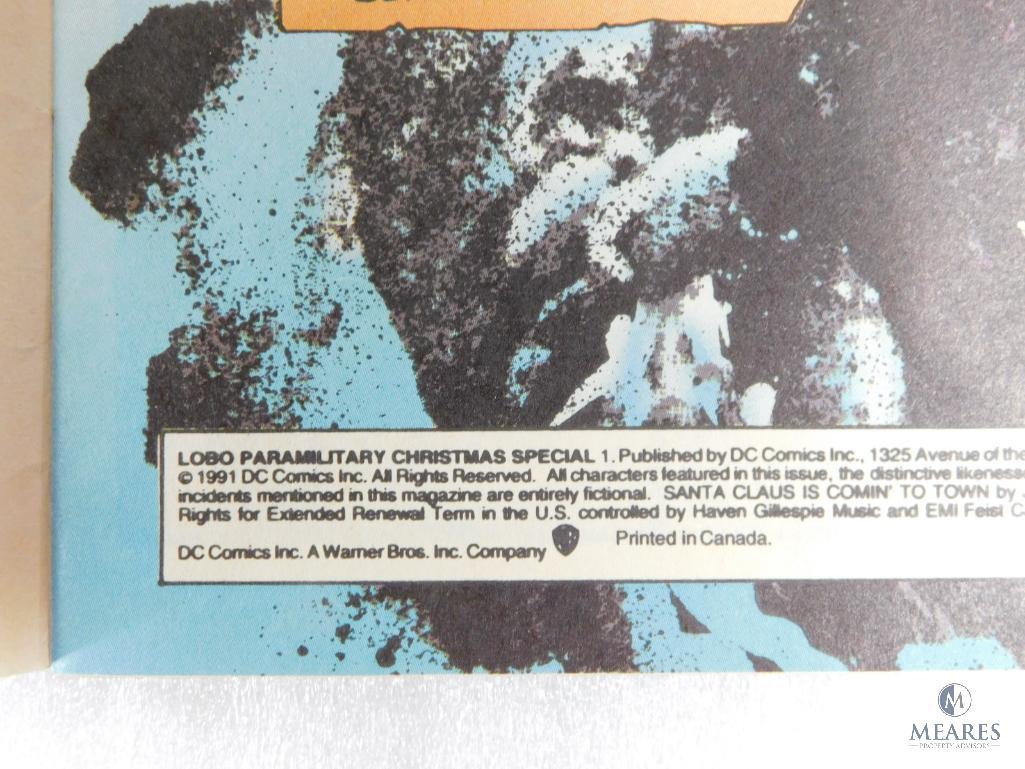 LOBO PARAMILITARY CHRISTMAS SPECIAL 1. Published by DC Comics Inc., 1325 Avenue of the
© 1991 DC Comics Inc. All Rights Reserved. All characters featured in this issue, the distinctive likeness
incidents mentioned in this magazine are entirely fictional. SANTA CLAUS IS COMIN' TO TOWN by
Rights for Extended Renewal Term in the U.S. controlled by Haven Gillespie Music and EMI Feist
DC Comics Inc. A Warner Bros. Inc. Company
Printed in Canada.
M
MEARES
PROPERTY ADVISORS